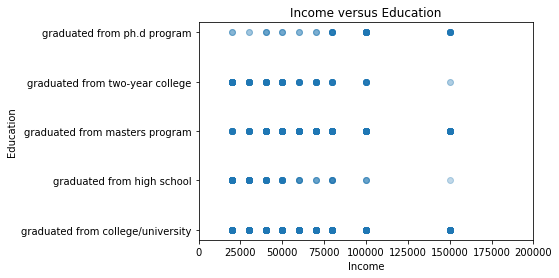 Income versus Education
graduated from ph.d program
graduated from two-year college
graduated from masters program
graduated from high school
graduated from college/university
Education
0 25000 50000 75000 100000 125000 150000 175000 200000
Income